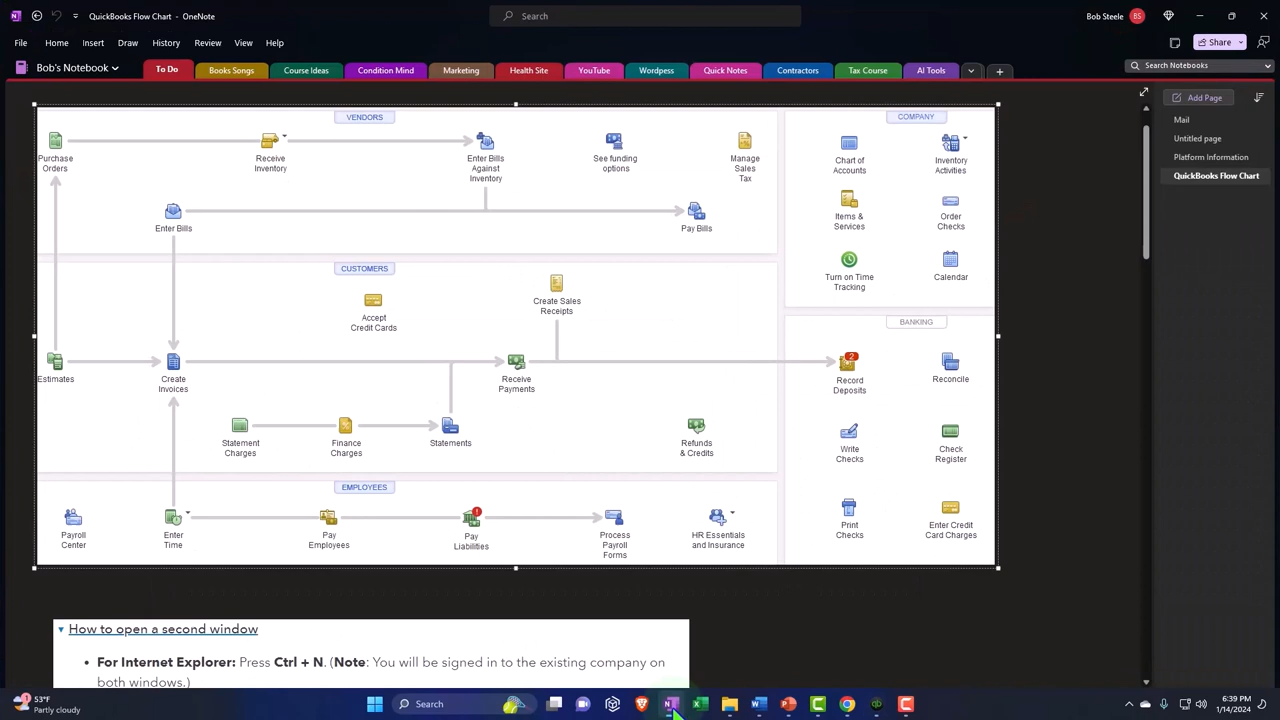 QuickBooks Flow Chart - OneNote
Search
Bob Steele
BS
File
Home
Insert
Draw
History
Review
View
Help
Share
Bob's Notebook
To Do
Books Songs
Course Ideas
Condition Mind
Marketing
Health Site
YouTube
Wordpess
Quick Notes
Contractors
Tax Course
AI Tools
Search Notebooks
Add Page
Mail
Untitled page
Platform Information
QuickBooks Flow Chart
VENDORS
Purchase
Orders
Receive
Inventory
Enter Bills
Against
Inventory
See funding
options
Manage
Sales
Tax
Enter Bills
Pay Bills
CUSTOMERS
Accept
Credit Cards
Create Sales
Receipts
Estimates
Create
Invoices
Receive
Payments
Statement
Charges
Finance
Charges
Statements
Refunds
& Credits
EMPLOYEES
Payroll
Center
Enter
Time
Pay
Employees
Pay
Liabilities
Process
Payroll
Forms
HR Essentials
and Insurance
COMPANY
Chart of
Accounts
Inventory
Activities
Items &
Services
Order
Checks
Turn on Time
Tracking
Calendar
BANKING
2
Record
Deposits
Reconcile
Write
Checks
Check
Register
Print
Checks
Enter Credit
Card Charges
How to open a second window
• For Internet Explorer: Press Ctrl + N. (Note: You will be signed in to the existing company on
both windows.)
53°F
Partly cloudy
Search
6:39 PM
1/14/2024